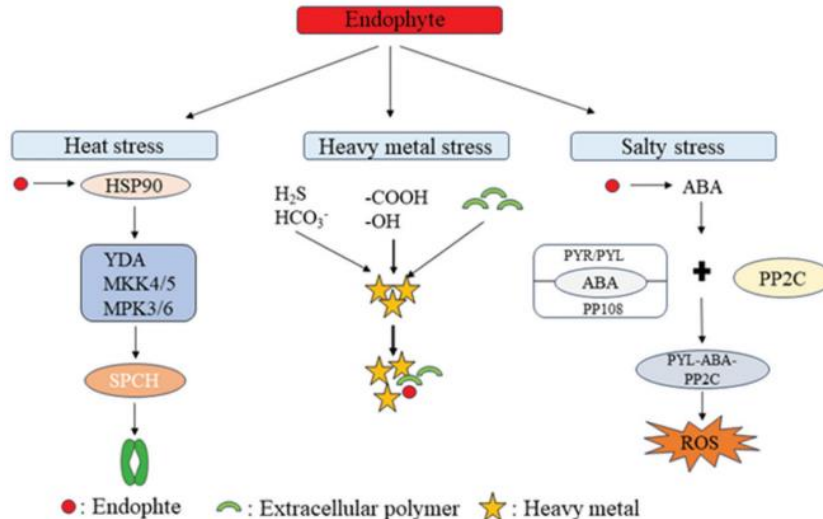 Endophyte
Heat stress
Heavy metal stress
Salty stress
HSP90
YDA
MKK4/5
MPK3/6
SPCH
H₂S
HCO₃⁻
-COOH
-OH
ABA
PYR/PYL
ABA
PP108
PP2C
PYL-ABA-
PP2C
ROS
: Endophte
: Extracellular polymer
: Heavy metal